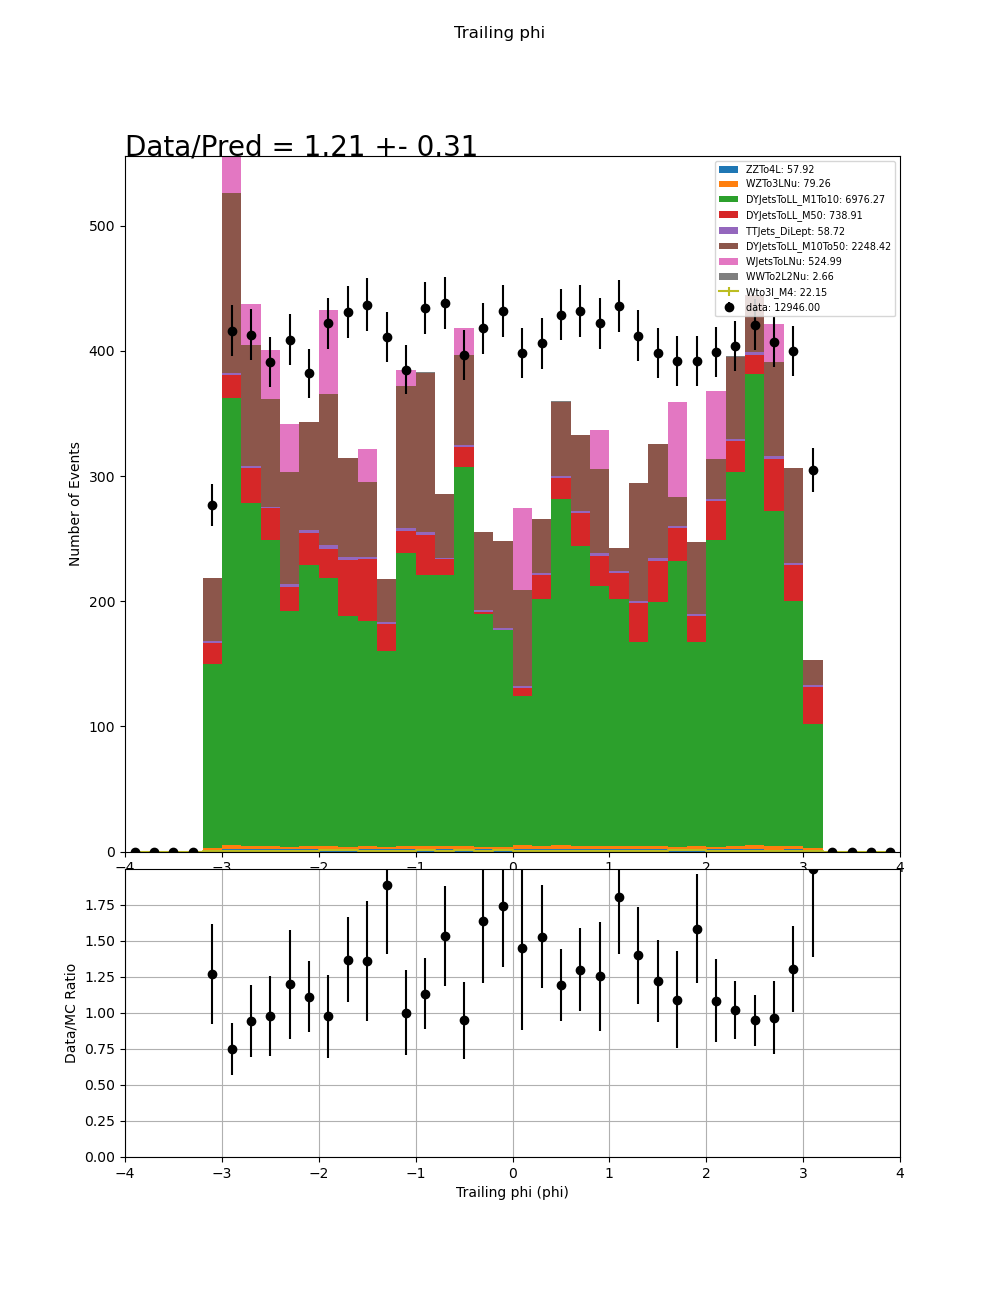 Trailing phi
Data/Pred = 1.21 +- 0.31
ZZTo4L: 57.92
WZTo3LNu: 79.26
DYJetsToLL_M1To10: 6976.27
DYJetsToLL_M50: 738.91
TTJets_DiLept: 58.72
DYJetsToLL_M10To50: 2248.42
WJetsToLNu: 524.99
WWTo2L2Nu: 2.66
Wto3l_M4: 22.15
data: 12946.00
Number of Events
500
400
300
200
100
0
−4 −3 −2 −1 0 1 2 3 4
Data/MC Ratio
1.75
1.50
1.25
1.00
0.75
0.50
0.25
0.00
−4 −3 −2 −1 0 1 2 3 4
Trailing phi (phi)